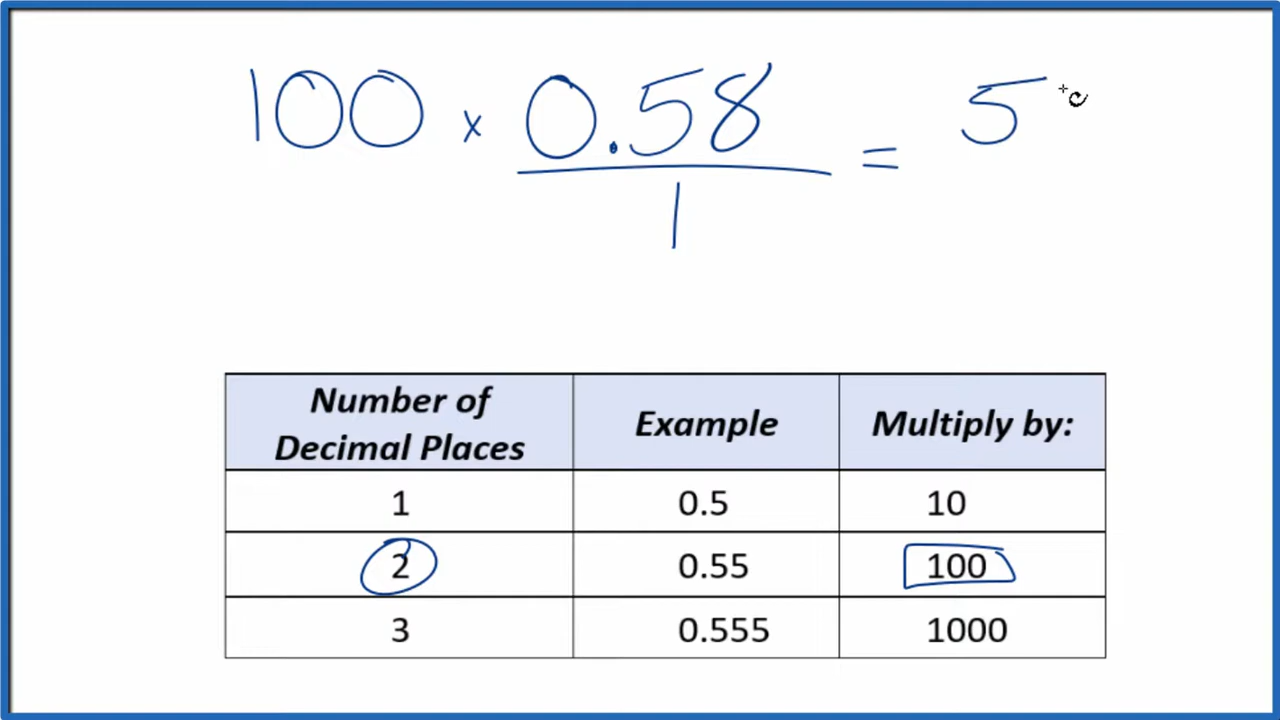 100 × 0.58 = 5
1
Number of Decimal Places Example Multiply by:
1 0.5 10
2 0.55 100
3 0.555 1000